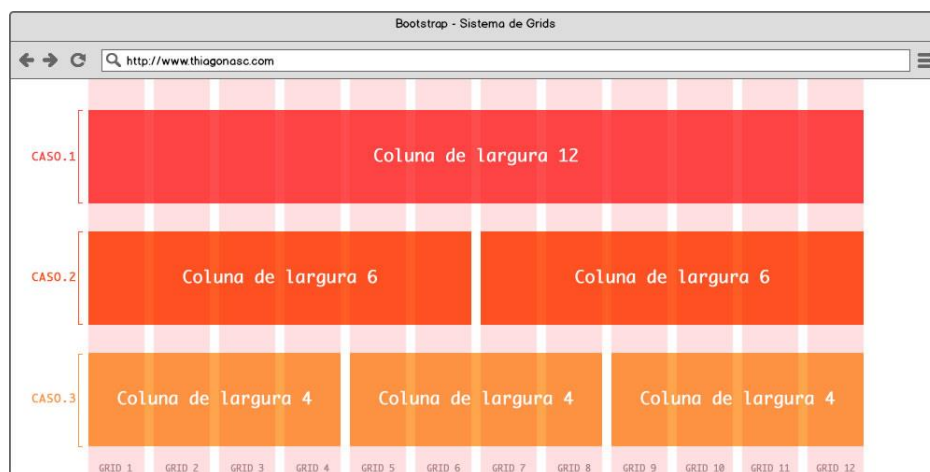 Bootstrap - Sistema de Grids
http://www.thiagonasc.com
CASO.1
Coluna de largura 12
CASO.2
Coluna de largura 6
Coluna de largura 6
CASO.3
Coluna de largura 4
Coluna de largura 4
Coluna de largura 4
GRID 1 GRID 2 GRID 3 GRID 4 GRID 5 GRID 6 GRID 7 GRID 8 GRID 9 GRID 10 GRID 11 GRID 12